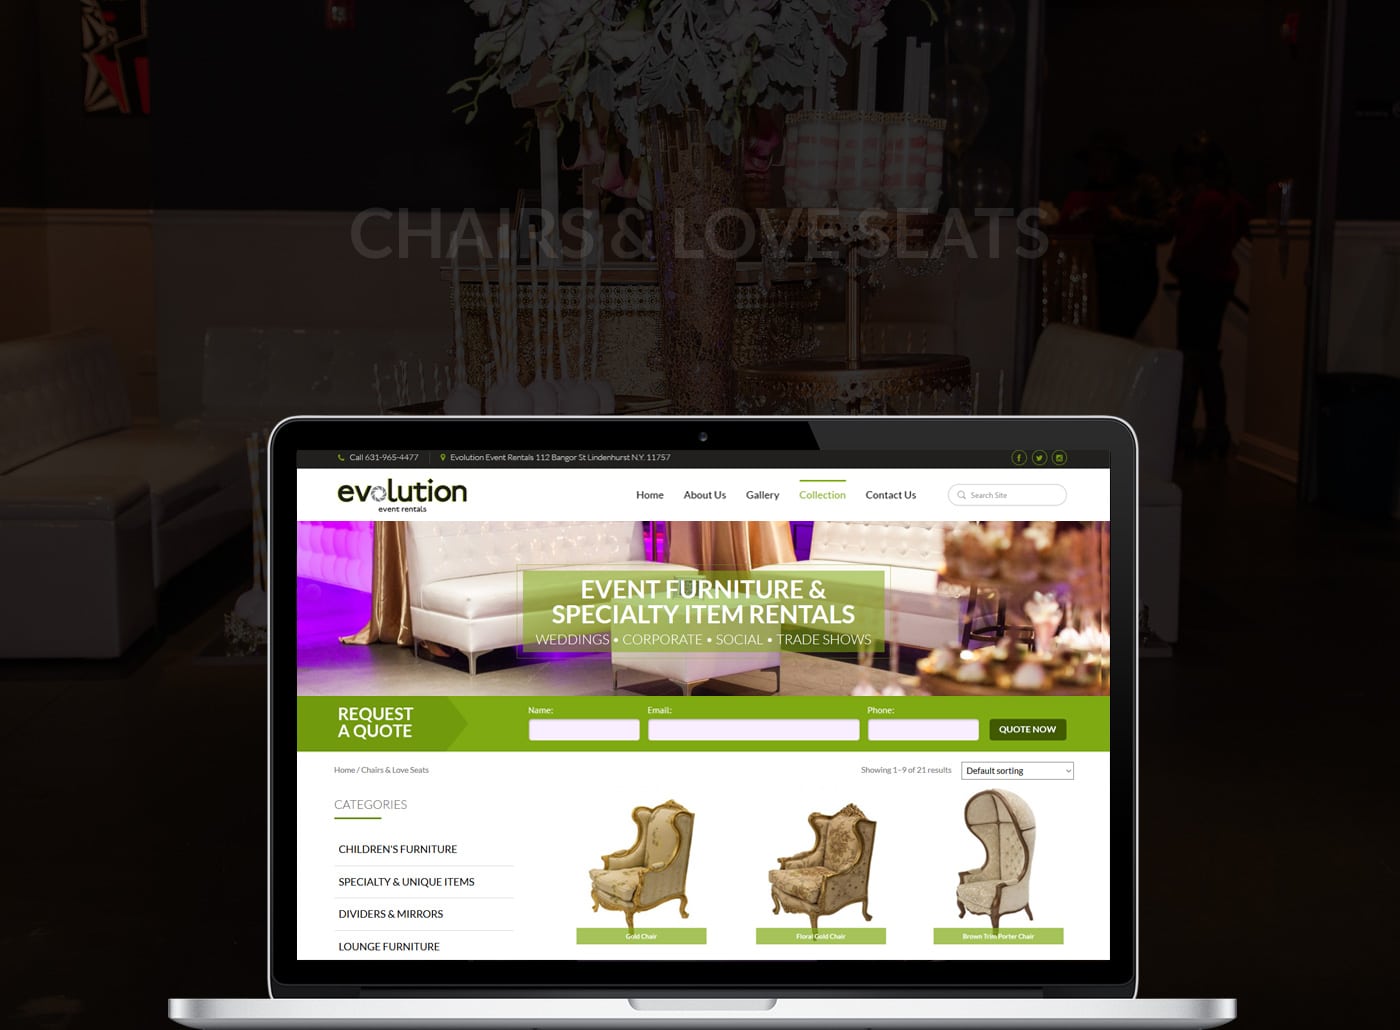 CHAIRS & LOVE SEATS
Call 631-965-4477
Evolution Event Rentals 112 Bangor St Lindenhurst N.Y. 11757
evolution
event rentals
Home
About Us
Gallery
Collection
Contact Us
Search Site
EVENT FURNITURE &
SPECIALTY ITEM RENTALS
WEDDINGS • CORPORATE • SOCIAL • TRADE SHOWS
REQUEST
A QUOTE
Name:
Email:
Phone:
QUOTE NOW
Home / Chairs & Love Seats
Showing 1–9 of 21 results
Default sorting
CATEGORIES
CHILDREN'S FURNITURE
SPECIALTY & UNIQUE ITEMS
DIVIDERS & MIRRORS
LOUNGE FURNITURE
Gold Chair
Floral Gold Chair
Brown Trim Porter Chair